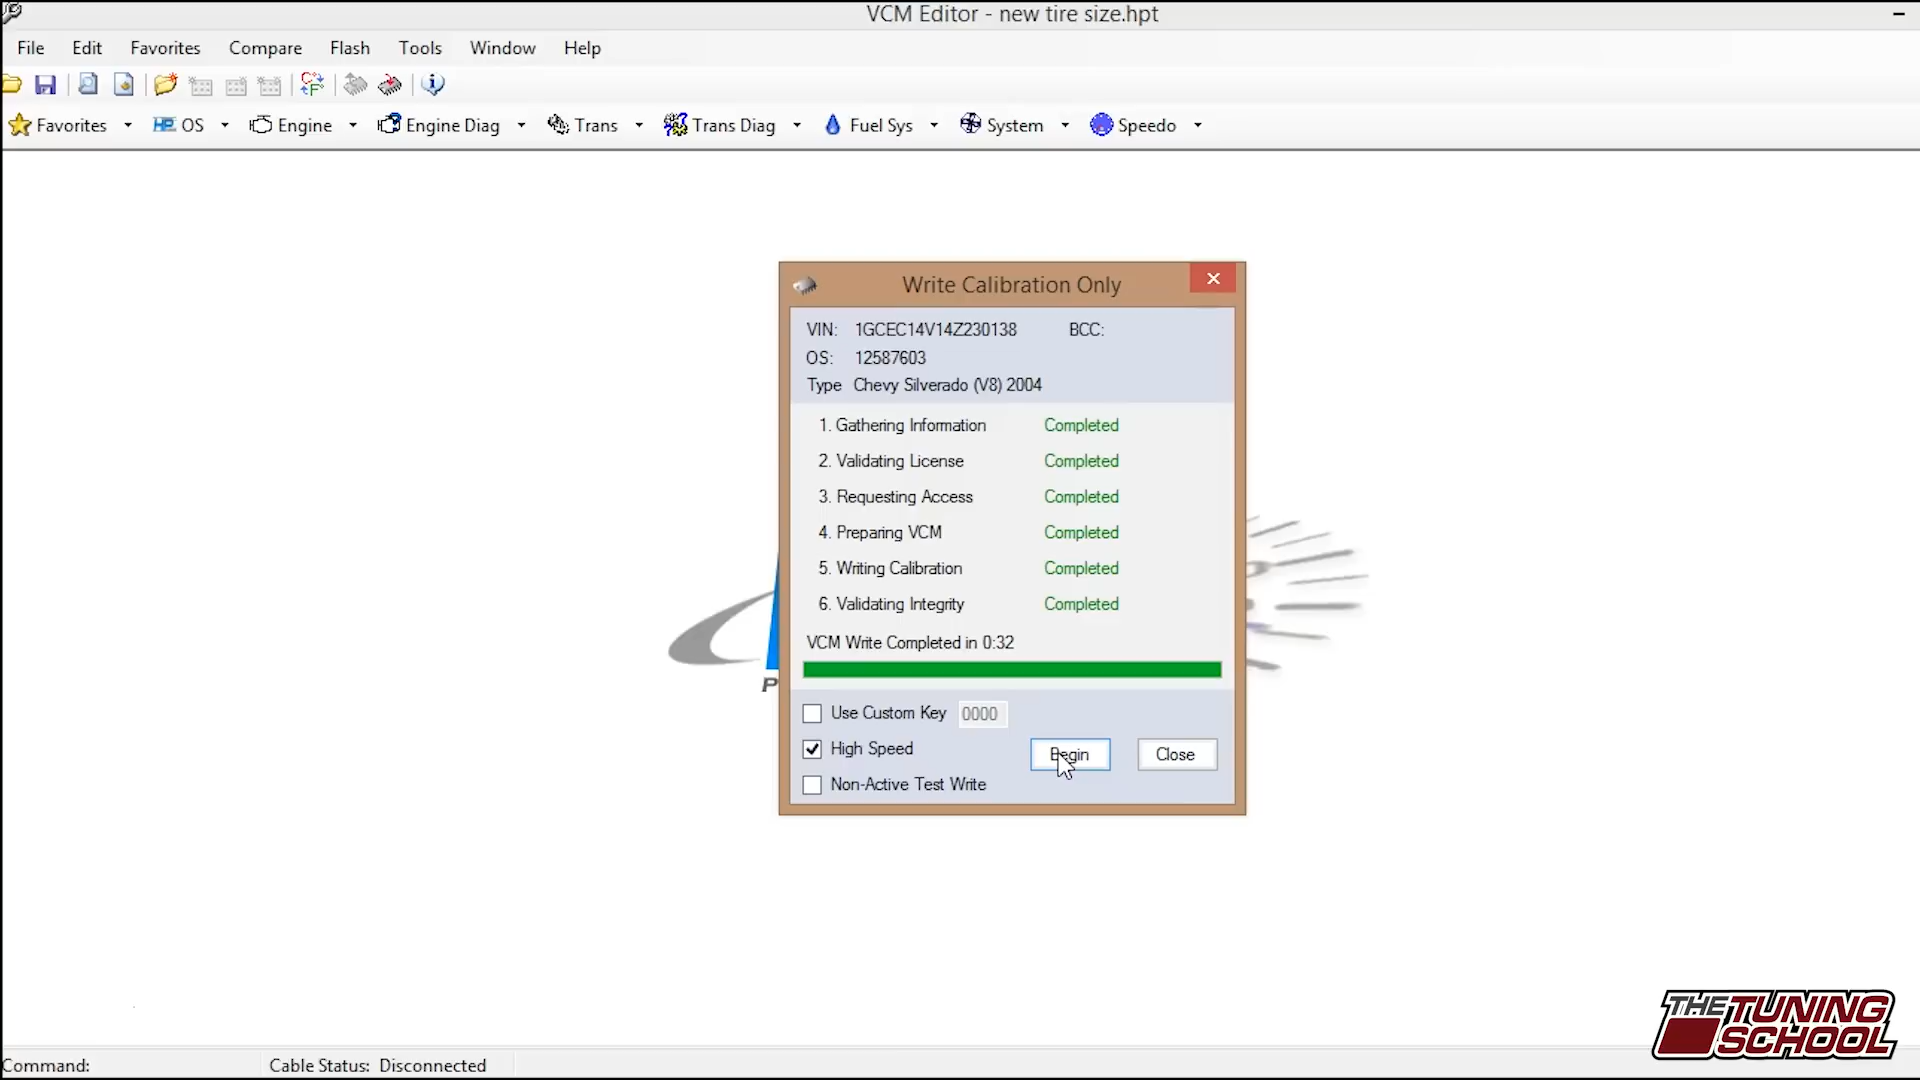 VCM Editor - new tire size.hpt
File Edit Favorites Compare Flash Tools Window Help
Favorites OS Engine Engine Diag Trans Trans Diag Fuel Sys System Speedo
Write Calibration Only
VIN: 1GCEC14V14Z230138 BCC:
OS: 12587603
Type Chevy Silverado (V8) 2004
1. Gathering Information Completed
2. Validating License Completed
3. Requesting Access Completed
4. Preparing VCM Completed
5. Writing Calibration Completed
6. Validating Integrity Completed
VCM Write Completed in 0:32
P
Use Custom Key 0000
High Speed
Begin Close
Non-Active Test Write
THE TUNING
SCHOOL
Command: Cable Status: Disconnected